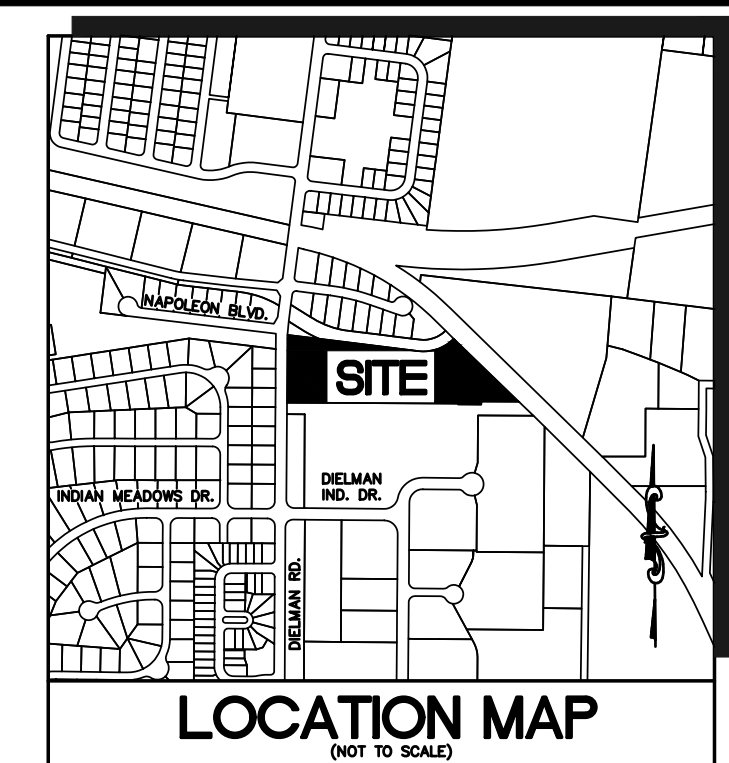 NAPOLEON BLVD.
SITE
DIELMAN
IND. DR.
INDIAN MEADOWS DR.
DIELMAN RD.
LOCATION MAP
(NOT TO SCALE)